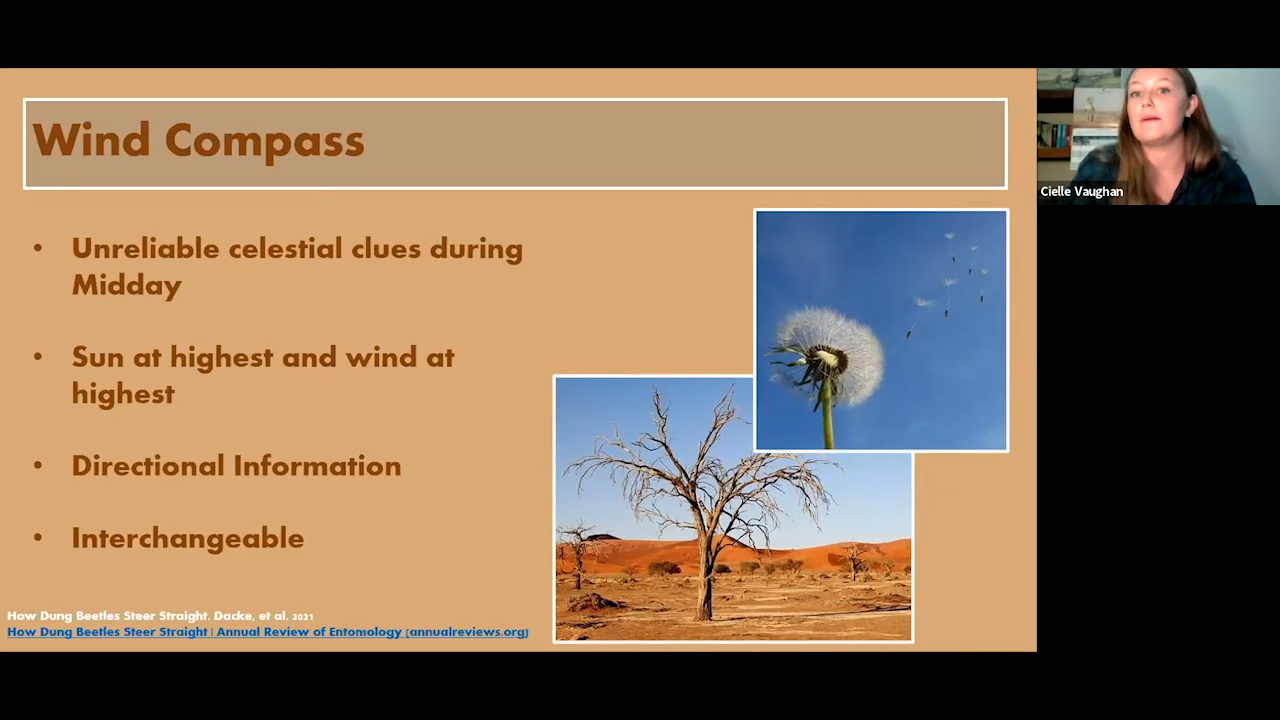 Wind Compass
• Unreliable celestial clues during
Midday
• Sun at highest and wind at
highest
• Directional Information
• Interchangeable
How Dung Beetles Steer Straight. Dacke, et al. 2021
How Dung Beetles Steer Straight | Annual Review of Entomology (annualreviews.org)
Cielle Vaughan